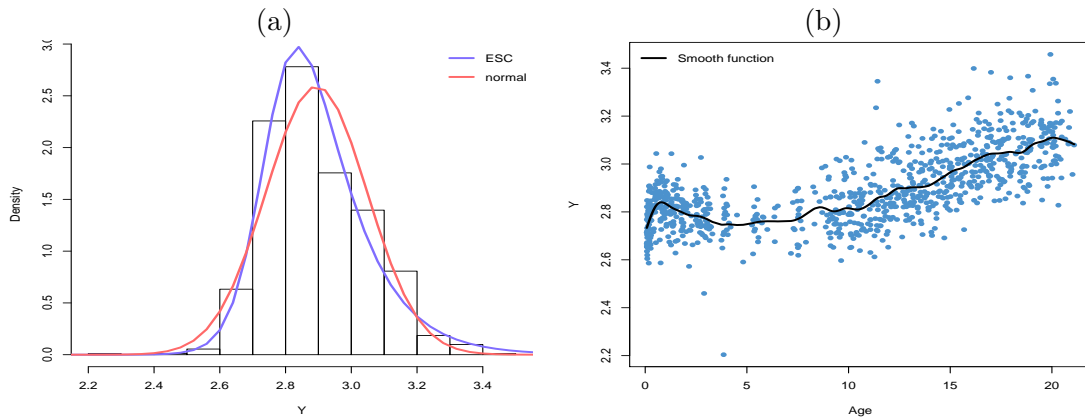 (a)
ESC
normal
Density
0.0 0.5 1.0 1.5 2.0 2.5 3.0
2.2 2.4 2.6 2.8 3.0 3.2 3.4
Y
(b)
Smooth function
Y
2.2 2.4 2.6 2.8 3.0 3.2 3.4
0 5 10 15 20
Age